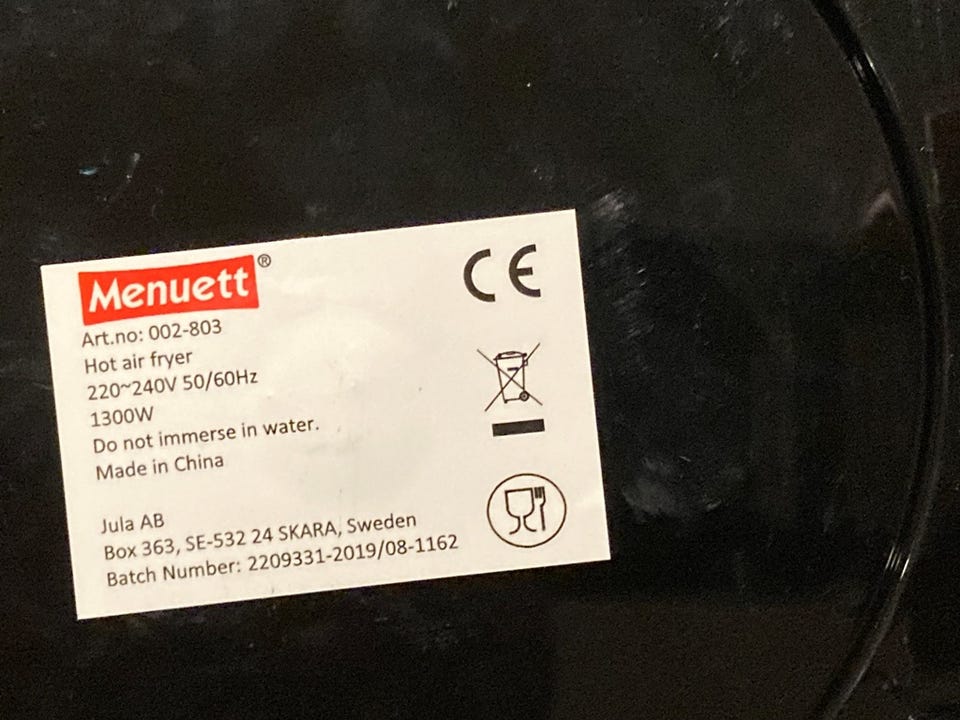 Menuett®
Art.no: 002-803
Hot air fryer
220~240V 50/60Hz
1300W
Do not immerse in water.
Made in China
Jula AB
Box 363, SE-532 24 SKARA, Sweden
Batch Number: 2209331-2019/08-1162
CE